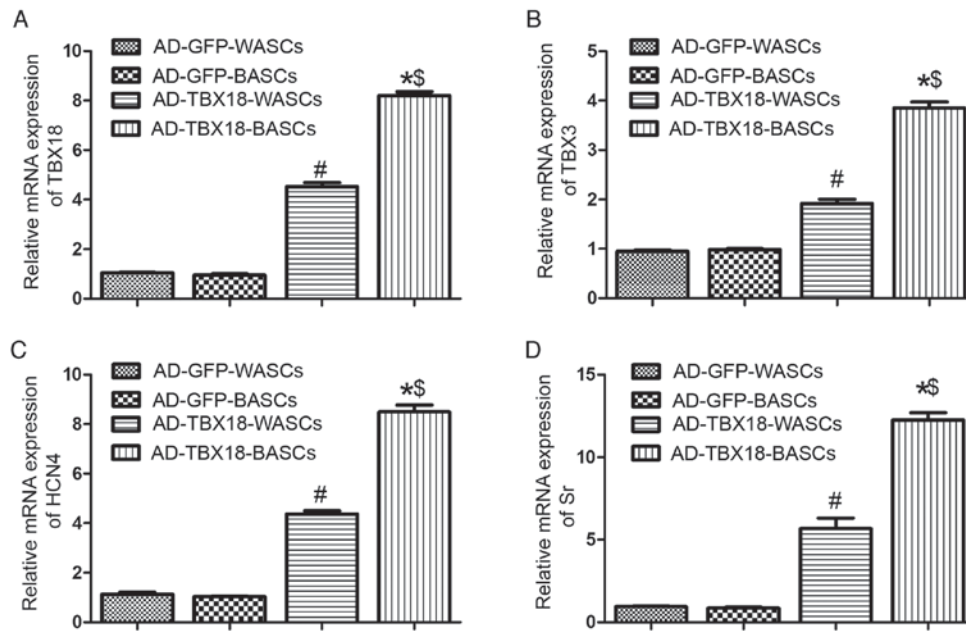 A
Relative mRNA expression
of TBX18
10
8
6
4
2
0
AD-GFP-WASCs
AD-GFP-BASCs
AD-TBX18-WASCs
AD-TBX18-BASCs
#
*$
B
Relative mRNA expression
of TBX3
5
4
3
2
1
0
AD-GFP-WASCs
AD-GFP-BASCs
AD-TBX18-WASCs
AD-TBX18-BASCs
#
*$
C
Relative mRNA expression
of HCN4
10
8
6
4
2
0
AD-GFP-WASCs
AD-GFP-BASCs
AD-TBX18-WASCs
AD-TBX18-BASCs
#
*$
D
Relative mRNA expression
of Sr
15
10
5
0
AD-GFP-WASCs
AD-GFP-BASCs
AD-TBX18-WASCs
AD-TBX18-BASCs
#
*$